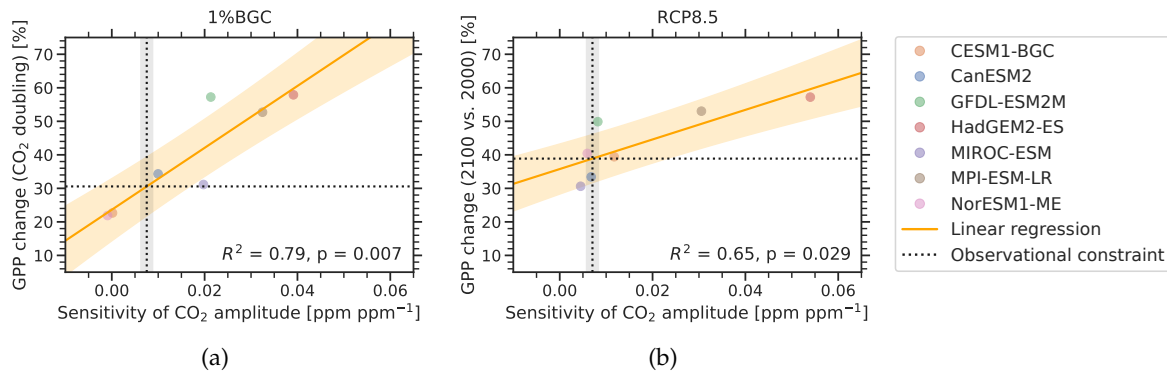 1%BGC
GPP change (CO₂ doubling) [%]
70
60
50
40
30
20
10
R² = 0.79, p = 0.007
0.00 0.02 0.04 0.06
Sensitivity of CO₂ amplitude [ppm ppm⁻¹]
(a)
RCP8.5
GPP change (2100 vs. 2000) [%]
70
60
50
40
30
20
10
R² = 0.65, p = 0.029
0.00 0.02 0.04 0.06
Sensitivity of CO₂ amplitude [ppm ppm⁻¹]
(b)
CESM1-BGC
CanESM2
GFDL-ESM2M
HadGEM2-ES
MIROC-ESM
MPI-ESM-LR
NorESM1-ME
Linear regression
Observational constraint